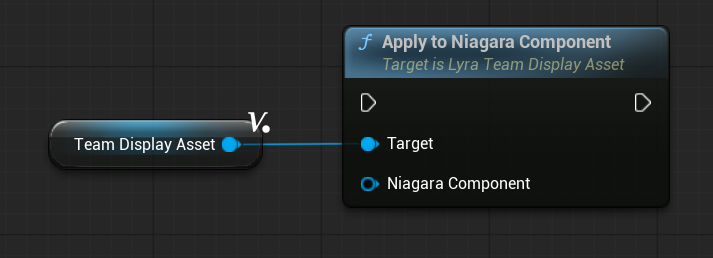 f Apply to Niagara Component
Target is Lyra Team Display Asset
V.
Team Display Asset
Target
Niagara Component